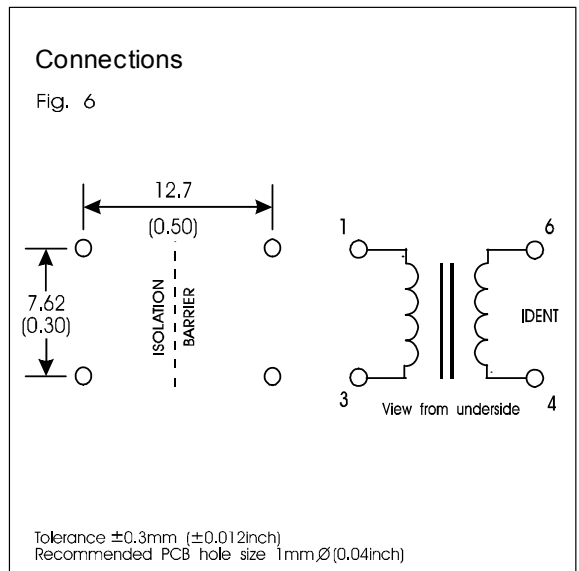 Connections
Fig. 6
12.7
(0.50)
7.62
(0.30)
ISOLATION
BARRIER
1
6
IDENT
3
4
View from underside
Tolerance ±0.3mm (±0.012inch)
Recommended PCB hole size 1mmØ(0.04inch)